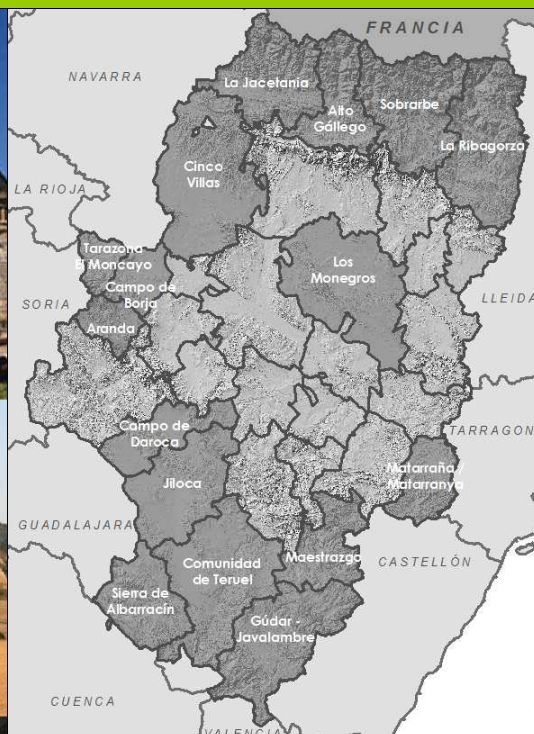 FRANCIA
NAVARRA
La Jacetania
Alto
Gállego
Sobrarbe
La Ribagorza
Cinco
Villas
LA RIOJA
Tarazona
El Moncayo
Los
Monegros
Campo de
Borja
SORIA
LLEIDA
Aranda
Campo de
Daroca
TARRAGON
Matarraña /
Matarranya
Jiloca
GUADALAJARA
Comunidad
de Teruel
Maestrazgo
CASTELLÓN
Sierra de
Albarracín
Gúdar -
Javalambre
CUENCA
VALENCIA